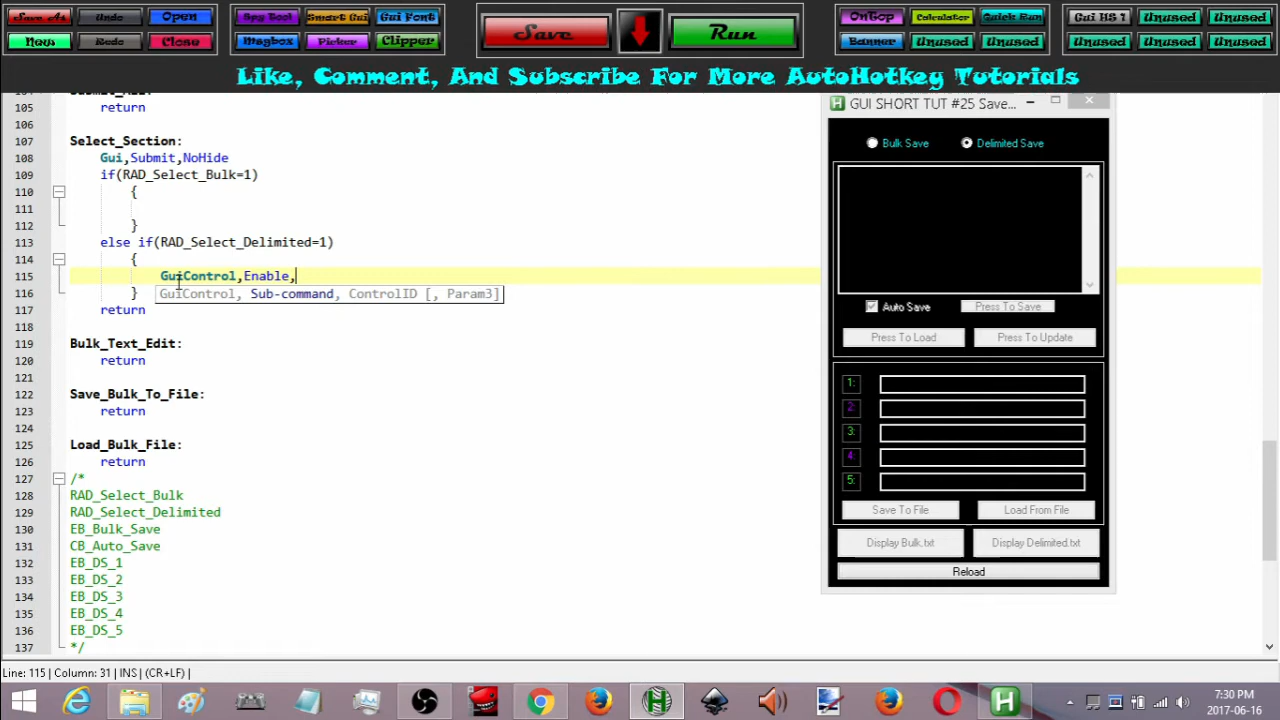 Save As Undo Open Spy Tool Smart Gui Gui Font Save Run OnTop Calculator Quick Run Gui HS 1 Unused Unused
New Redo Close Msgbox Picker Clipper Banner Unused Unused Unused Unused Unused
Like, Comment, And Subscribe For More AutoHotkey Tutorials
105 return
106
107 Select_Section:
108 Gui,Submit,NoHide
109 if(RAD_Select_Bulk=1)
110 {
111
112 }
113 else if(RAD_Select_Delimited=1)
114 {
115 GuiControl,Enable,
116 }
GuiControl, Sub-command, ControlID [, Param3]
117 return
118
119 Bulk_Text_Edit:
120 return
121
122 Save_Bulk_To_File:
123 return
124
125 Load_Bulk_File:
126 return
127 /*
128 RAD_Select_Bulk
129 RAD_Select_Delimited
130 EB_Bulk_Save
131 CB_Auto_Save
132 EB_DS_1
133 EB_DS_2
134 EB_DS_3
135 EB_DS_4
136 EB_DS_5
137 */
GUI SHORT TUT #25 Save...
Bulk Save Delimited Save
Auto Save Press To Save
Press To Load Press To Update
1:
2:
3:
4:
5:
Save To File Load From File
Display Bulk.txt Display Delimited.txt
Reload
Line: 115 | Column: 31 | INS | (CR+LF) |
7:30 PM
2017-06-16